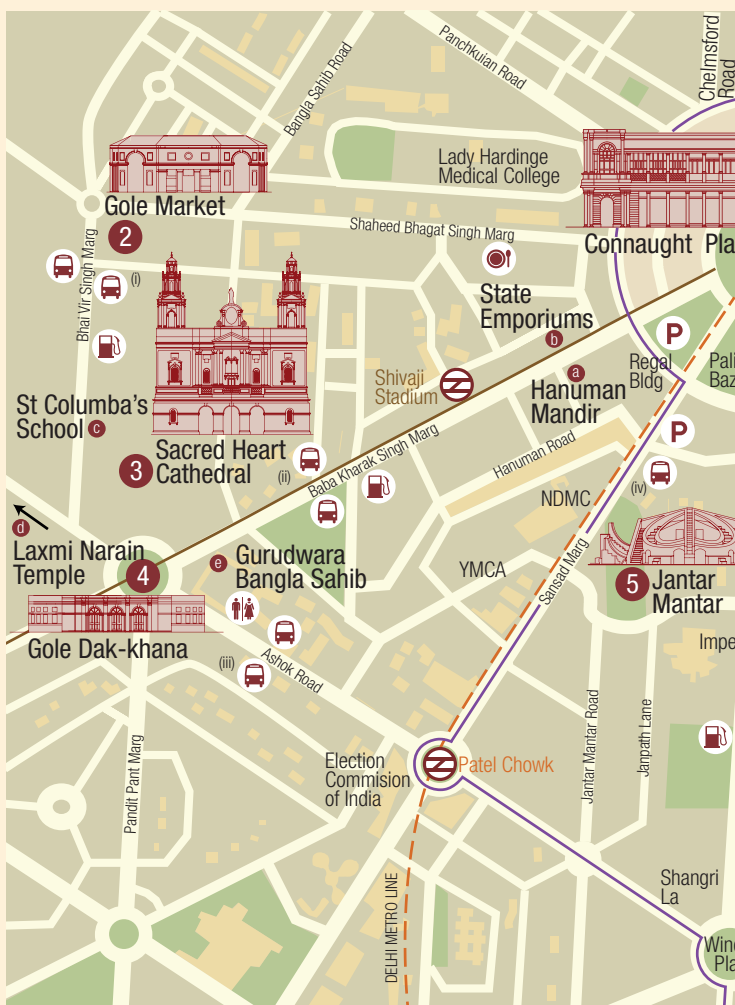 Chelmsford
Road
Panchkuian Road
Bangla Sahib Road
Lady Hardinge
Medical College
Gole Market
2
Shaheed Bhagat Singh Marg
Connaught Pla
Bhai Vir Singh Marg
(i)
State
Emporiums
b
P
a
Hanuman
Mandir
Regal
Bldg
Pali
Baz
Shivaji
Stadium
St Columba's
School c
3
Sacred Heart
Cathedral
(ii)
Baba Kharak Singh Marg
Hanuman Road
P
(iv)
NDMC
d
Laxmi Narain
Temple
4
e
Gurudwara
Bangla Sahib
YMCA
Sansad Marg
5
Jantar
Mantar
Gole Dak-khana
(iii)
Ashok Road
Impe
Pandit Pant Marg
Election
Commision
of India
Patel Chowk
Jantar Mantar Road
Janpath Lane
DELHI METRO LINE
Shangri
La
Wind
Pla